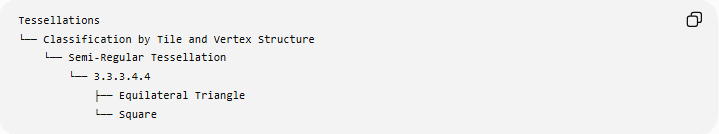 Tessellations
└── Classification by Tile and Vertex Structure
    └── Semi-Regular Tessellation
        └── 3.3.3.4.4
            ├── Equilateral Triangle
            └── Square